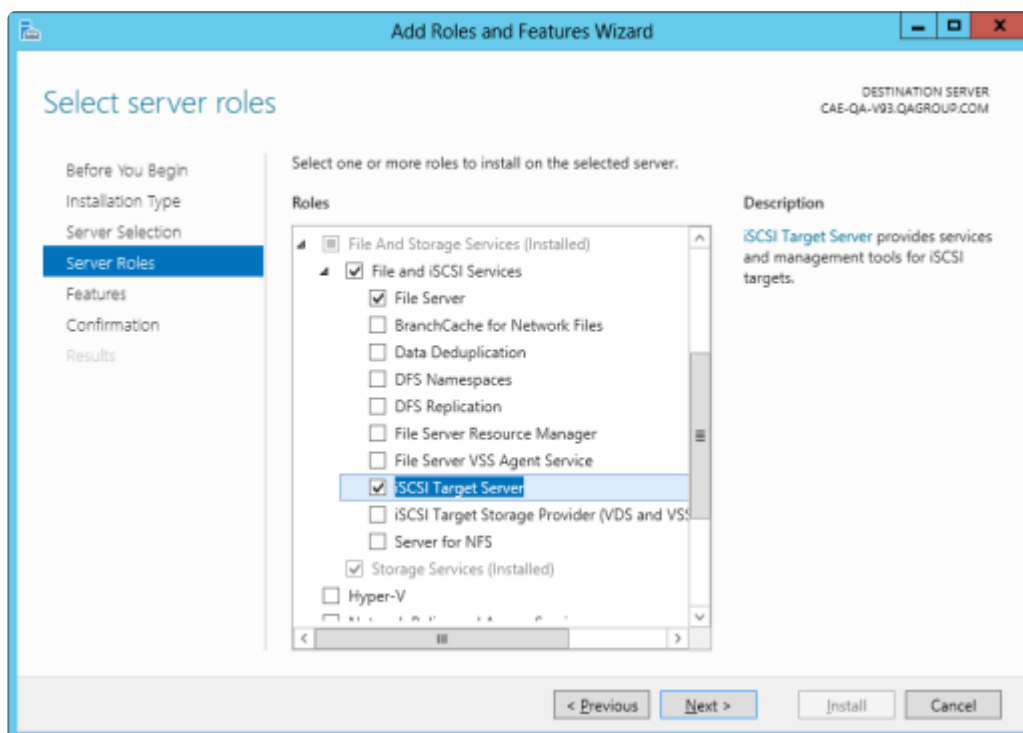 Add Roles and Features Wizard
Select server roles
DESTINATION SERVER
CAE-QA-V93.QAGROUP.COM
Before You Begin
Installation Type
Server Selection
Server Roles
Features
Confirmation
Results
Select one or more roles to install on the selected server.
Roles
File And Storage Services (Installed)
File and iSCSI Services
File Server
BranchCache for Network Files
Data Deduplication
DFS Namespaces
DFS Replication
File Server Resource Manager
File Server VSS Agent Service
iSCSI Target Server
iSCSI Target Storage Provider (VDS and VSS
Server for NFS
Storage Services (Installed)
Hyper-V
Description
iSCSI Target Server provides services
and management tools for iSCSI
targets.
< Previous
Next >
Install
Cancel